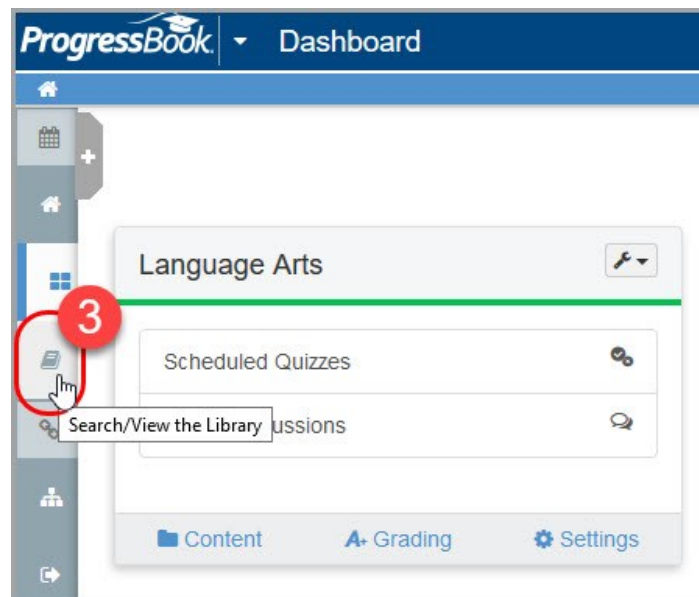 ProgressBook Dashboard
Language Arts
3
Scheduled Quizzes
Search/View the Library ussions
Content A+ Grading Settings